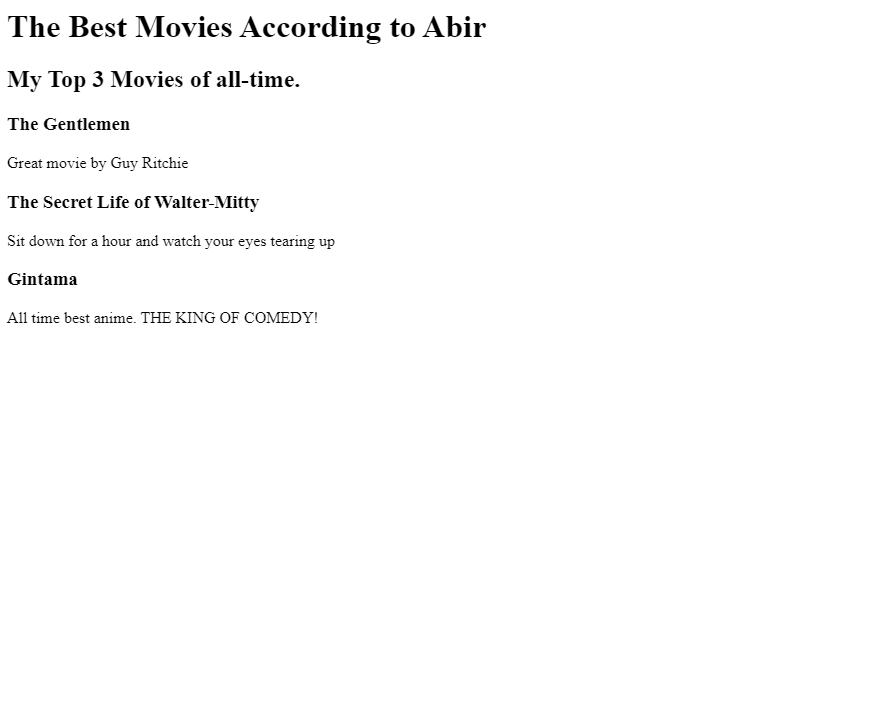 The Best Movies According to Abir
My Top 3 Movies of all-time.
The Gentlemen
Great movie by Guy Ritchie
The Secret Life of Walter-Mitty
Sit down for a hour and watch your eyes tearing up
Gintama
All time best anime. THE KING OF COMEDY!